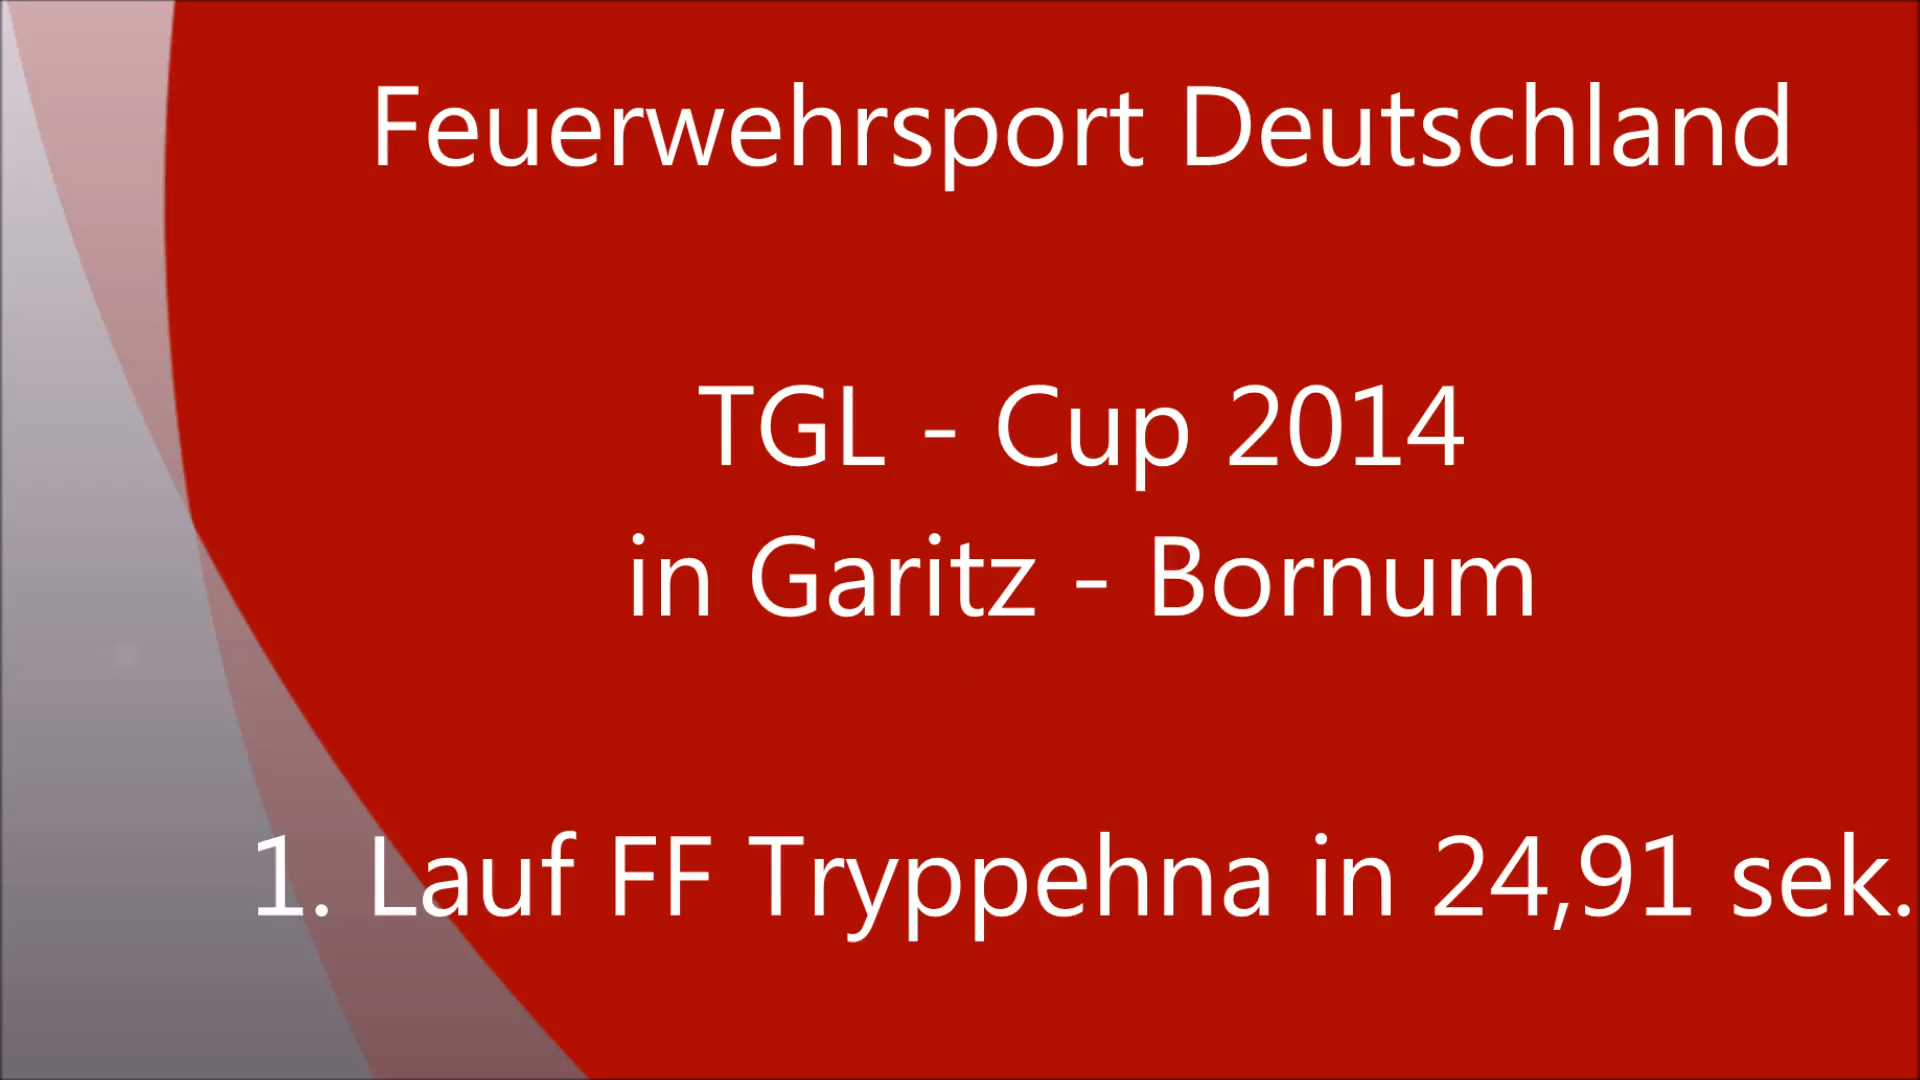 Feuerwehrsport Deutschland
TGL - Cup 2014
in Garitz - Bornum
1. Lauf FF Tryppehna in 24,91 sek.